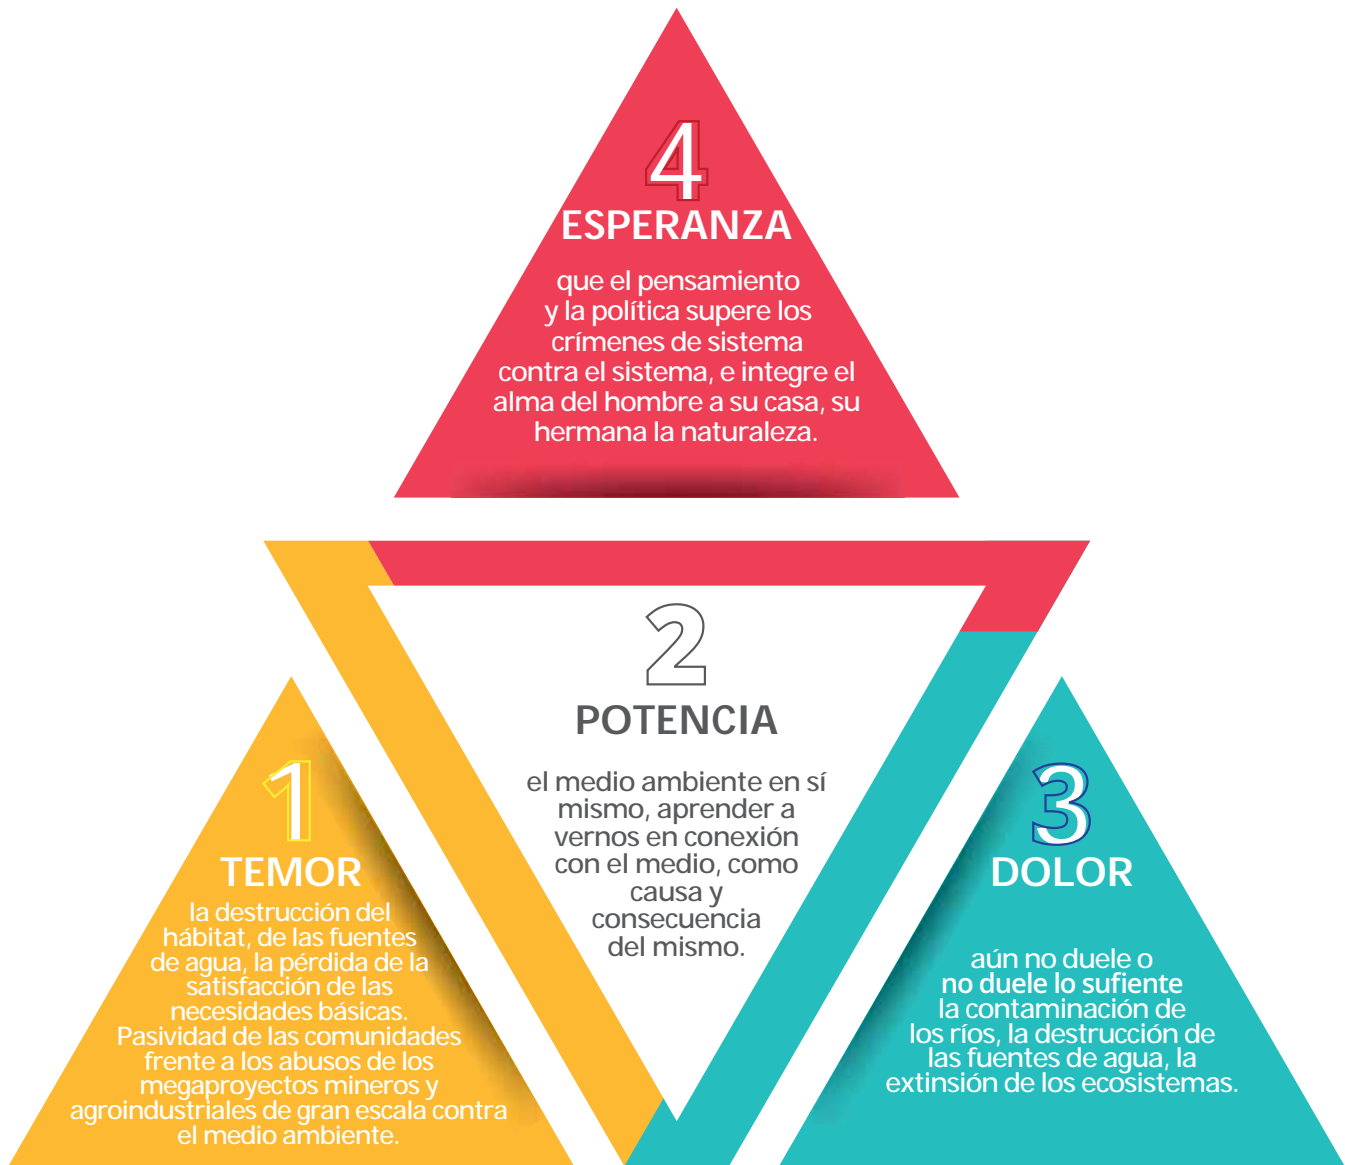 4
ESPERANZA
que el pensamiento
y la política supere los
crímenes de sistema
contra el sistema, e integre el
alma del hombre a su casa, su
hermana la naturaleza.
2
POTENCIA
el medio ambiente en sí
mismo, aprender a
vernos en conexión
con el medio, como
causa y
consecuencia
del mismo.
1
TEMOR
la destrucción del
hábitat, de las fuentes
de agua, la pérdida de la
satisfacción de las
necesidades básicas.
Pasividad de las comunidades
frente a los abusos de los
megaproyectos mineros y
agroindustriales de gran escala contra
el medio ambiente.
3
DOLOR
aún no duele o
no duele lo sufiente
la contaminación de
los ríos, la destrucción de
las fuentes de agua, la
extinsión de los ecosistemas.